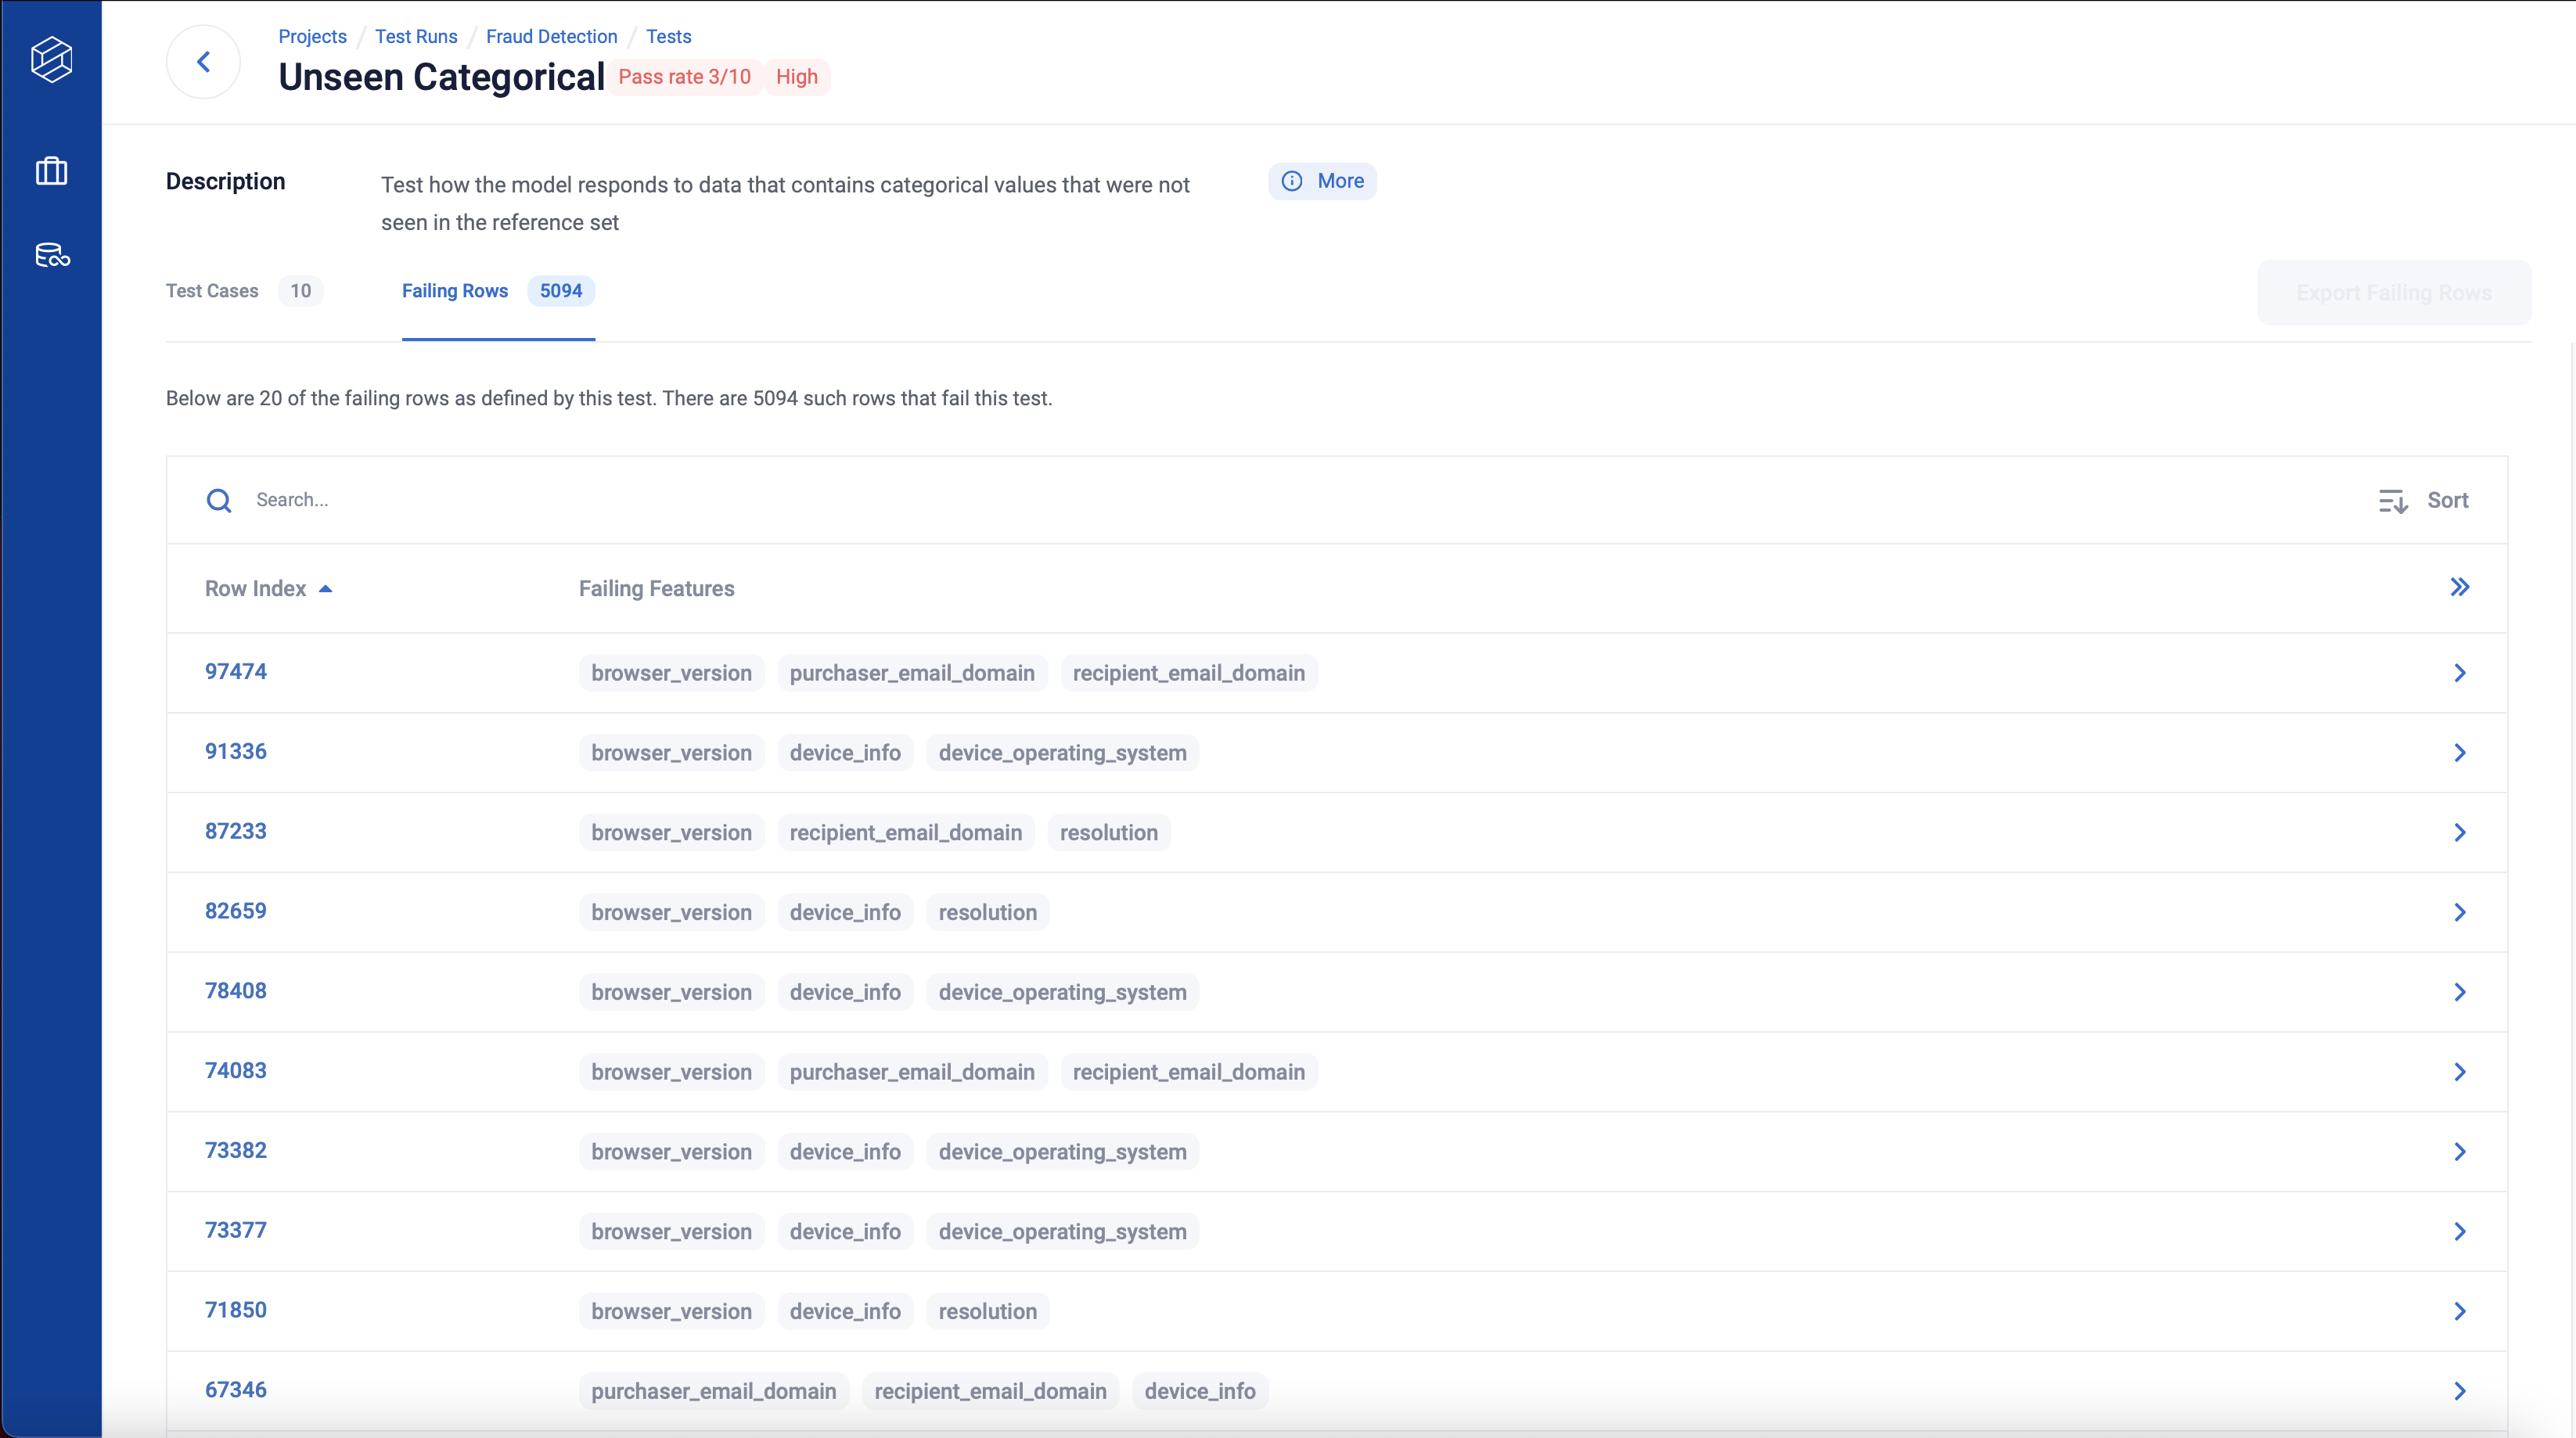 Projects / Test Runs / Fraud Detection / Tests
Unseen Categorical Pass rate 3/10 High
Description
Test how the model responds to data that contains categorical values that were not
seen in the reference set
More
Test Cases 10 Failing Rows 5094 Export Failing Rows
Below are 20 of the failing rows as defined by this test. There are 5094 such rows that fail this test.
Search... Sort
Row Index Failing Features
97474 browser_version purchaser_email_domain recipient_email_domain
91336 browser_version device_info device_operating_system
87233 browser_version recipient_email_domain resolution
82659 browser_version device_info resolution
78408 browser_version device_info device_operating_system
74083 browser_version purchaser_email_domain recipient_email_domain
73382 browser_version device_info device_operating_system
73377 browser_version device_info device_operating_system
71850 browser_version device_info resolution
67346 purchaser_email_domain recipient_email_domain device_info